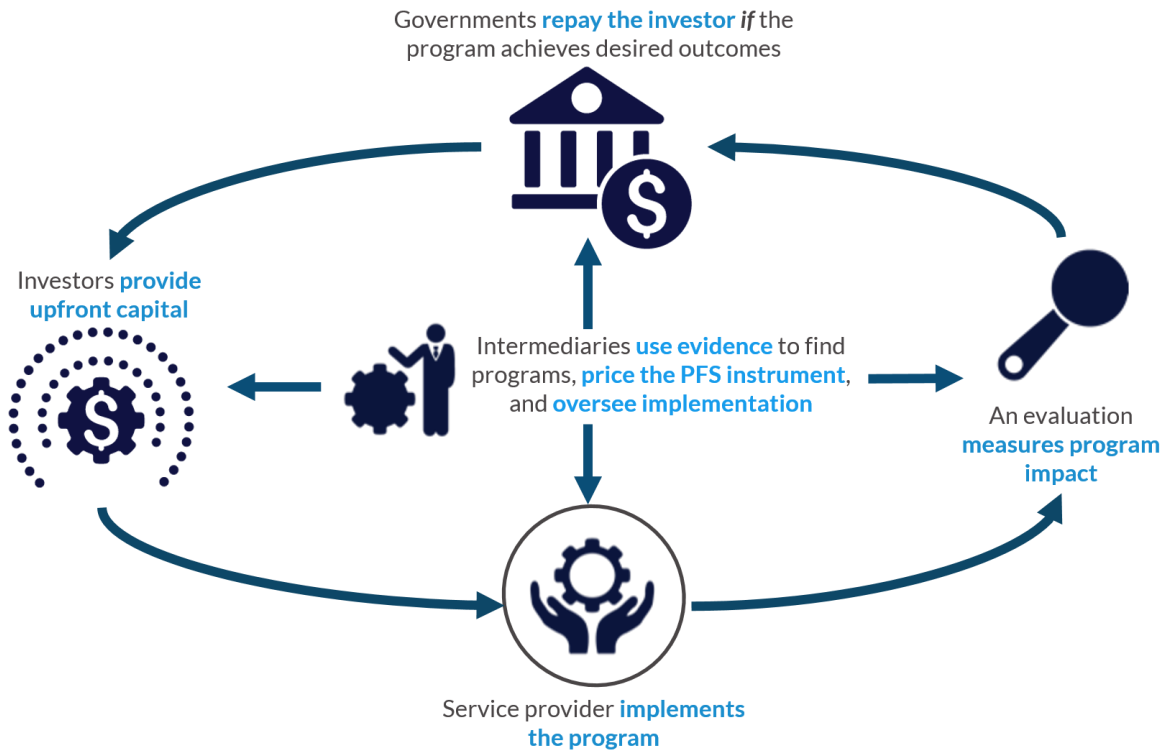 Governments repay the investor if the
program achieves desired outcomes
$
Investors provide
upfront capital
$
Intermediaries use evidence to find
programs, price the PFS instrument,
and oversee implementation
An evaluation
measures program
impact
Service provider implements
the program